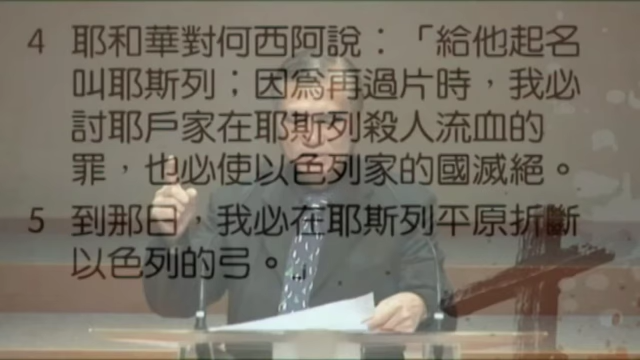 4 耶和華對何西阿說：「給他起名
叫耶斯列；因為再過片時，我必
討耶戶家在耶斯列殺人流血的
罪，也必使以色列家的國滅絕。
5 到那日，我必在耶斯列平原折斷
以色列的弓。」